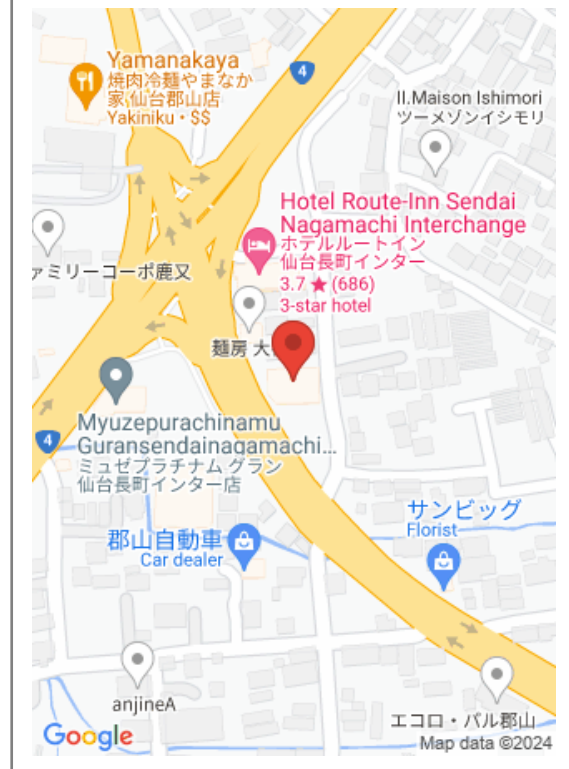 Yamanakaya
焼肉冷麺やまなか
家 仙台郡山店
Yakiniku・$$
4
II.Maison Ishimori
ツーメゾンイシモリ
Hotel Route-Inn Sendai
Nagamachi Interchange
ホテルルートイン
仙台長町インター
3.7 ★ (686)
3-star hotel
ァミリーコーポ鹿又
麺房 大
4
Myuzepurachinamu
Guransendainagamachi...
ミュゼプラチナム グラン
仙台長町インター店
サンビッグ
Florist
郡山自動車
Car dealer
anjineA
エコロ・パル郡山
Google
Map data ©2024